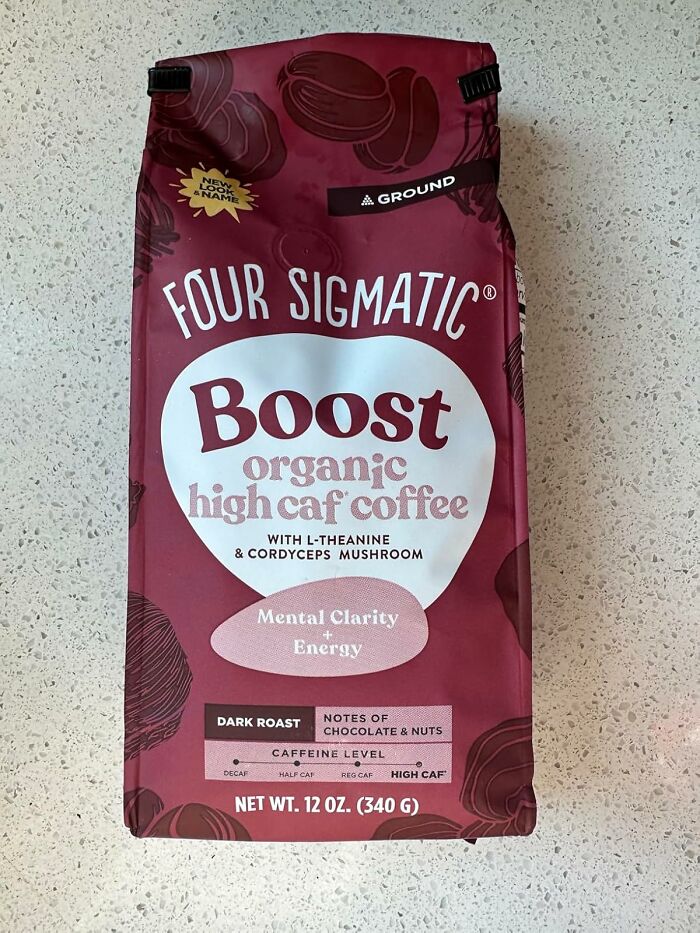 NEW
LOOK
& NAME
GROUND
FOUR SIGMATIC®
Boost
organic
high caf* coffee
WITH L-THEANINE
& CORDYCEPS MUSHROOM
Mental Clarity
+
Energy
DARK ROAST
NOTES OF
CHOCOLATE & NUTS
CAFFEINE LEVEL
DECAF HALF CAF REG CAF HIGH CAF*
NET WT. 12 OZ. (340 G)